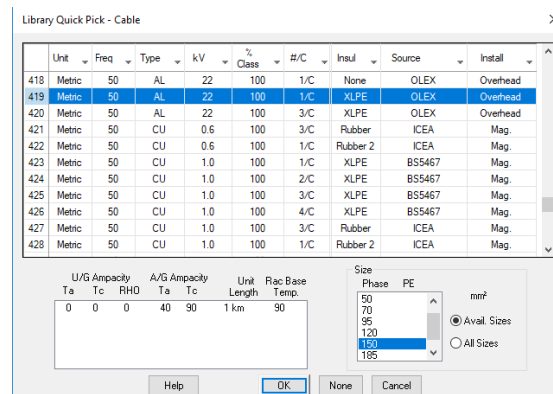 Library Quick Pick - Cable
Unit Freq Type kV % Class #/C Insul Source Install
418 Metric 50 AL 22 100 1/C None OLEX Overhead
419 Metric 50 AL 22 100 1/C XLPE OLEX Overhead
420 Metric 50 AL 22 100 3/C XLPE OLEX Overhead
421 Metric 50 CU 0.6 100 3/C Rubber ICEA Mag.
422 Metric 50 CU 0.6 100 1/C Rubber 2 ICEA Mag.
423 Metric 50 CU 1.0 100 1/C XLPE BS5467 Mag.
424 Metric 50 CU 1.0 100 2/C XLPE BS5467 Mag.
425 Metric 50 CU 1.0 100 3/C XLPE BS5467 Mag.
426 Metric 50 CU 1.0 100 4/C XLPE BS5467 Mag.
427 Metric 50 CU 1.0 100 3/C Rubber ICEA Mag.
428 Metric 50 CU 1.0 100 1/C Rubber 2 ICEA Mag.
U/G Ampacity A/G Ampacity Unit Rac Base
Ta Tc RHO Ta Tc Length Temp.
0 0 0 40 90 1 km 90
Size
Phase PE
mm²
50
70
95
120
150
185
Avail. Sizes
All Sizes
Help OK None Cancel